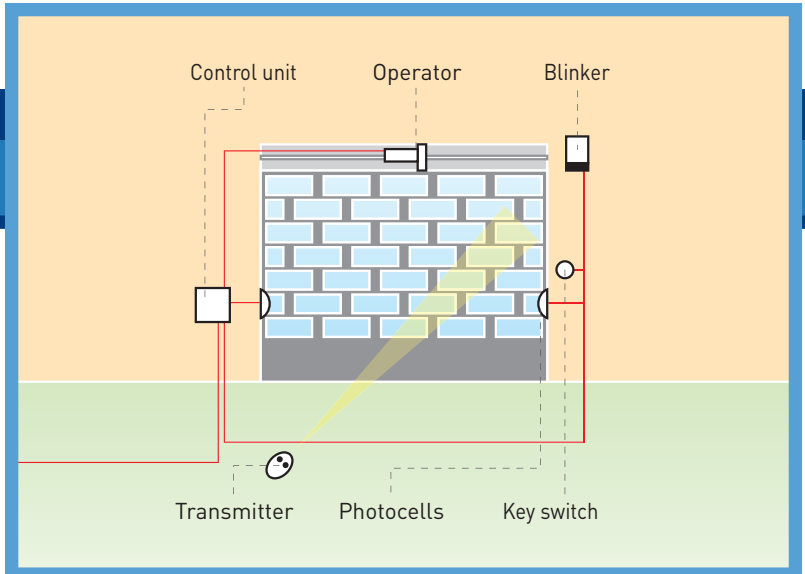 Control unit
Operator
Blinker
Transmitter
Photocells
Key switch